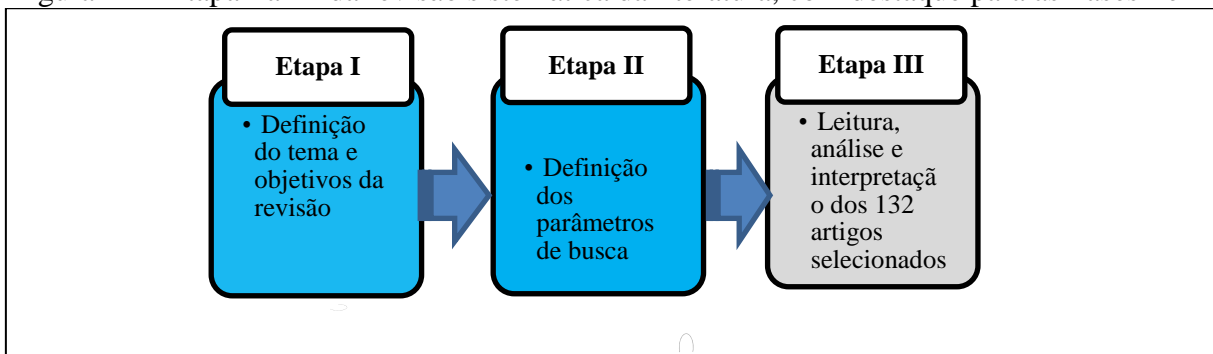 Etapa I
Etapa II
Etapa III
• Definição
do tema e
objetivos da
revisão
• Definição
dos
parâmetros
de busca
• Leitura,
análise e
interpretaçã
o dos 132
artigos
selecionados